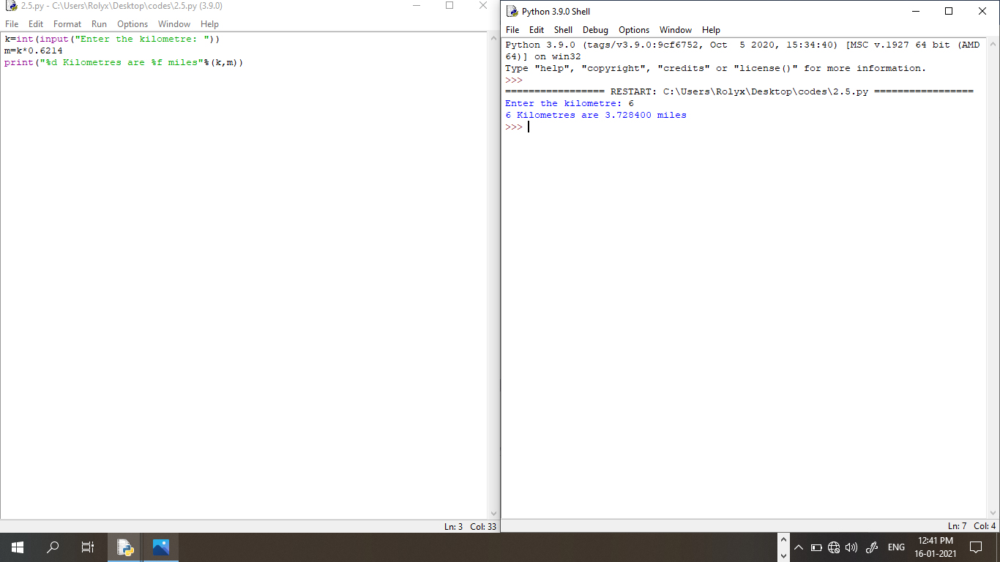 2.5.py - C:\Users\Rolyx\Desktop\codes\2.5.py (3.9.0)
File Edit Format Run Options Window Help
k=int(input("Enter the kilometre: "))
m=k*0.6214
print("%d Kilometres are %f miles"%(k,m))
Ln: 3 Col: 33
Python 3.9.0 Shell
File Edit Shell Debug Options Window Help
Python 3.9.0 (tags/v3.9.0:9cf6752, Oct  5 2020, 15:34:40) [MSC v.1927 64 bit (AMD
64)] on win32
Type "help", "copyright", "credits" or "license()" for more information.
>>>
================= RESTART: C:\Users\Rolyx\Desktop\codes\2.5.py =================
Enter the kilometre: 6
6 Kilometres are 3.728400 miles
>>>
Ln: 7 Col: 4
ENG
12:41 PM
16-01-2021